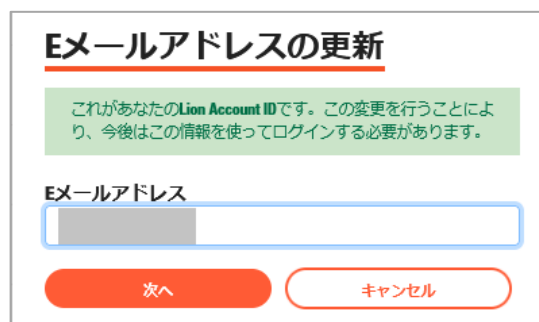 Eメールアドレスの更新
これがあなたのLion Account IDです。この変更を行うことによ
り、今後はこの情報を使ってログインする必要があります。
Eメールアドレス
次へ
キャンセル